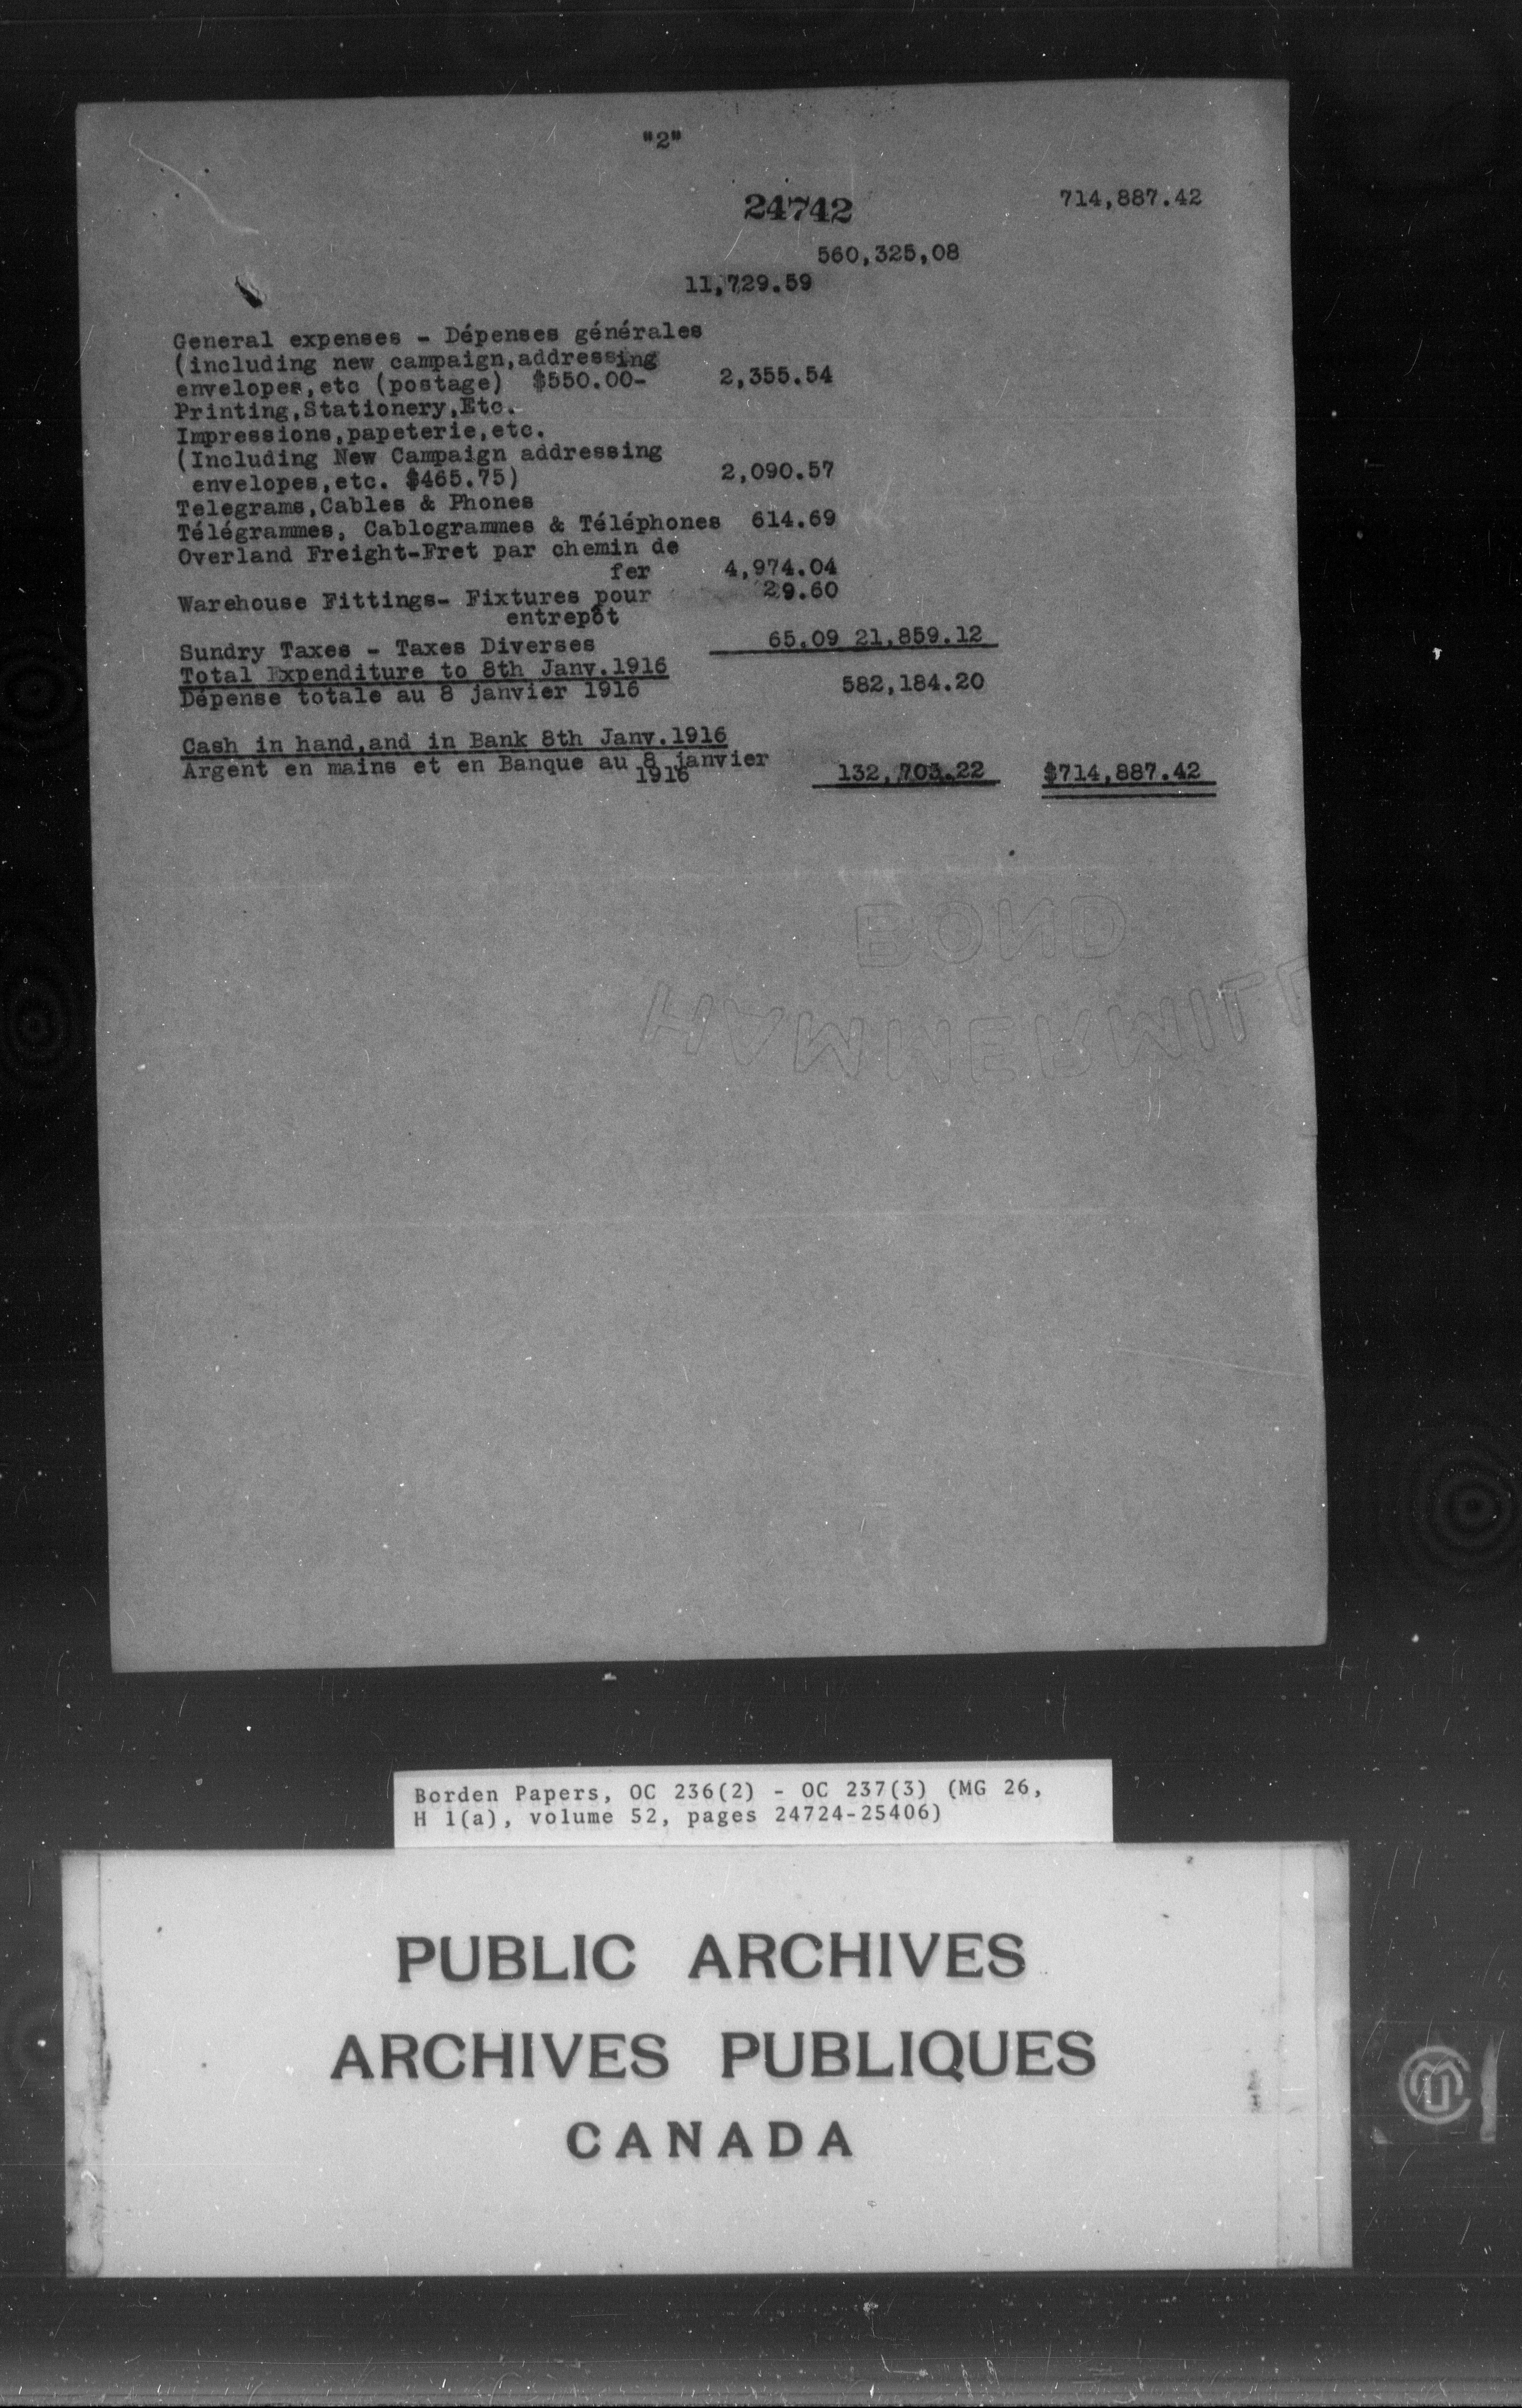 "2"
24742 714,887.42
560,325,08
11,729.59
General expenses - Dépenses générales
(including new campaign,addressing
envelopes,etc (postage) $550.00- 2,355.54
Printing,Stationery,Etc.
Impressions,papeterie,etc.
(Including New Campaign addressing
envelopes,etc. $465.75) 2,090.57
Telegrams,Cables & Phones
Télégrammes, Cablogrammes & Téléphones 614.69
Overland Freight-Fret par chemin de
fer 4,974.04
Warehouse Fittings- Fixtures pour 29.60
entrepôt
Sundry Taxes - Taxes Diverses 65.09 21,859.12
Total Expenditure to 8th Janv.1916
Dépense totale au 8 janvier 1916 582,184.20
Cash in hand,and in Bank 8th Janv.1916
Argent en mains et en Banque au 8 janvier
1916 132,703.22 $714,887.42
BOND
HAMMERMILL
Borden Papers, OC 236(2) - OC 237(3) (MG 26,
H 1(a), volume 52, pages 24724-25406)
PUBLIC ARCHIVES
ARCHIVES PUBLIQUES
CANADA